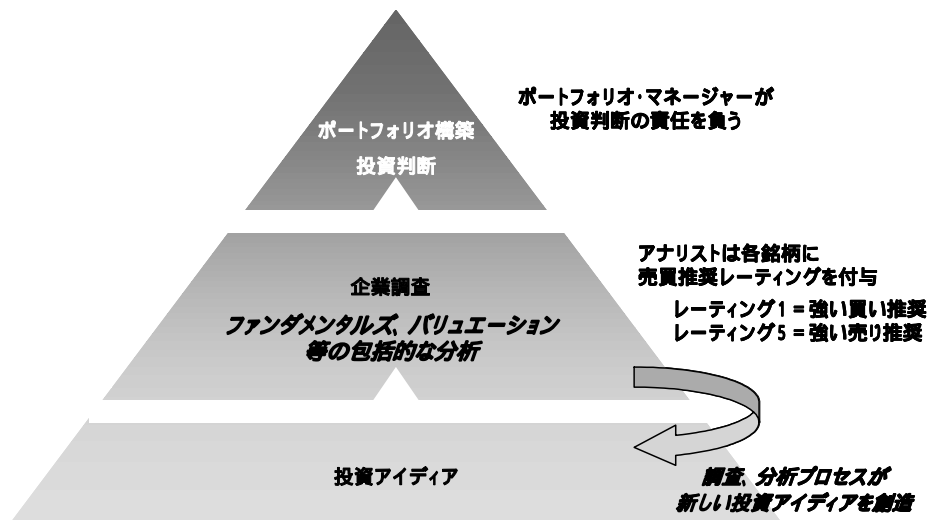 ポートフォリオ・マネージャーが
投資判断の責任を負う
ポートフォリオ構築
投資判断
アナリストは各銘柄に
売買推奨レーティングを付与
レーティング1＝強い買い推奨
レーティング5＝強い売り推奨
企業調査
ファンダメンタルズ、バリュエーション
等の包括的な分析
投資アイディア
調査、分析プロセスが
新しい投資アイディアを創造